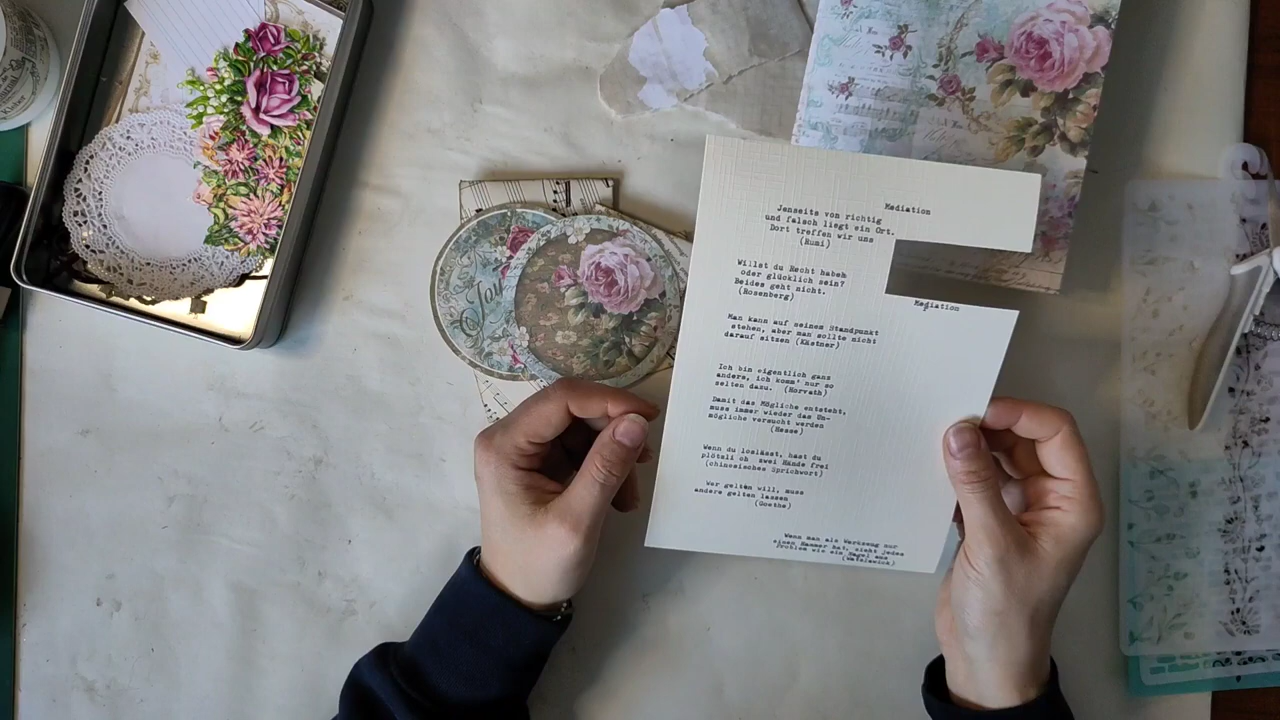 Mediation
Jenseits von richtig
und falsch liegt ein Ort.
Dort treffen wir uns
(Rumi)
Willst du Recht haben
oder glücklich sein?
Beides geht nicht.
(Rosenberg)
Mediation
Man kann auf seinem Standpunkt
stehen, aber man sollte nicht
darauf sitzen (Kästner)
Ich bin eigentlich ganz
anders, ich komm' nur so
selten dazu. (Horvath)
Damit das Mögliche entsteht,
muss immer wieder das Un-
mögliche versucht werden
(Hesse)
Wenn du loslässt, hast du
plötzli ch zwei Hände frei
(chinesisches Sprichwort)
Wer gelten will, muss
andere gelten lassen
(Goethe)
Wenn man als Werkzeug nur
einen Hammer hat, sieht jedes
Problem wie ein Nagel aus
(Watzlawick)
Joy